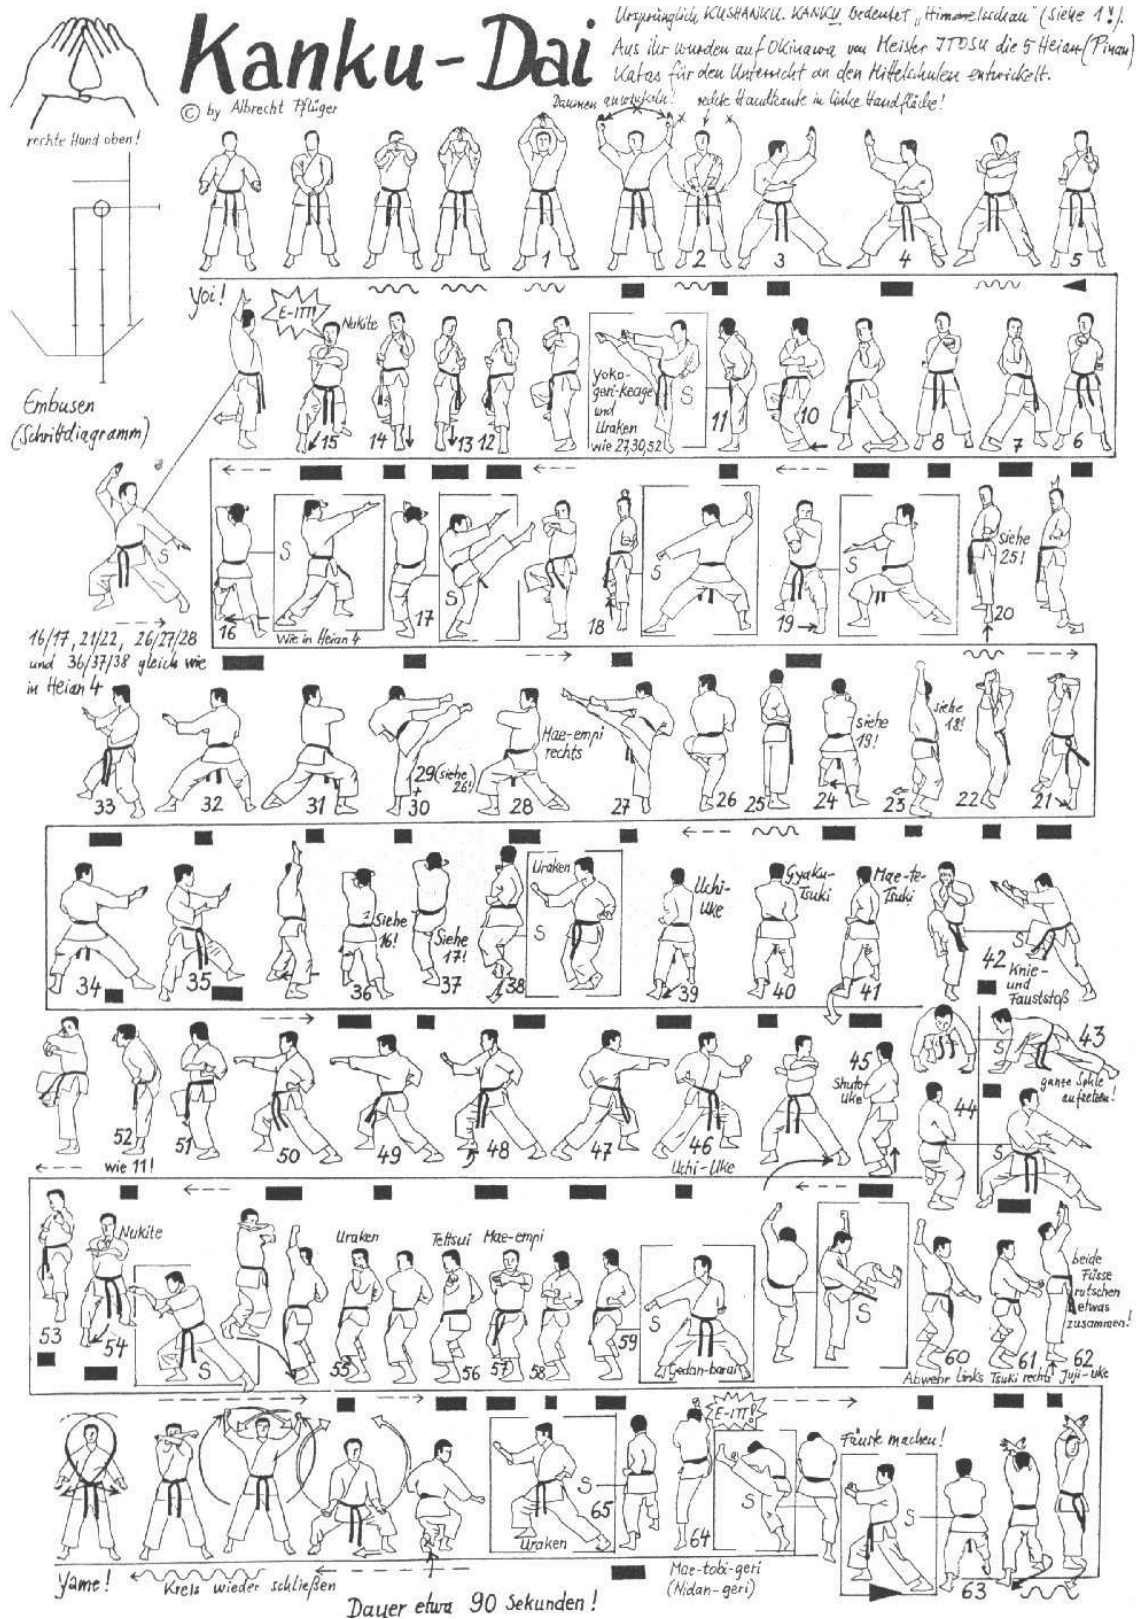 Kanku-Dai
© by Albrecht Pflüger
Ursprünglich KUSHANKU. KANKU bedeutet „Himmelsschau" (siehe 1!).
Aus ihr wurden auf Okinawa von Meister ITOSU die 5 Heian (Pinan)
Katas für den Unterricht an den Mittelschulen entwickelt.
rechte Handkante in linke Handfläche!
rechte Hand oben!
1 2 3 4 5
Yoi!
E-ITT!
Nukite
Yoko-
geri-keage
und
Uraken
wie 27,30,52
S
15 14 13 12 11 10 8 7 6
Embusen
(Schrittdiagramm)
S
16/17, 21/22, 26/27/28
und 36/37/38 gleich wie
in Heian 4
16 S 17 S 18 S 19 S 20
Wie in Heian 4
siehe
25!
33 32 31
29 (siehe
+ 26!)
30
28
Mae-empi
rechts
27 26 25 24
siehe
19!
23
siehe
18!
22 21
34 35 36
Siehe
16!
37
Siehe
17!
38
Uraken
S
Uchi-
Uke
39
Gyaku-
Tsuki
40
Mae-te-
Tsuki
41
S
42 Knie-
und
Fauststoß
S 43
ganze Sohle
aufsetzen!
44
S
45
Shuto-
Uke
52 51 50 49 48 47 46
wie 11!
Uchi-Uke
53
Nukite
54
S
Uraken
55
Tettsui
56
Mae-empi
57 58 59
S
Gedan-barai
S
60 61 62
Abwehr links Tsuki rechts Juji-uke
beide
Füsse
rutschen
etwas
zusammen!
E-ITT!
Fäuste machen!
S
65
Uraken
64
S
S
63
Mae-tobi-geri
(Nidan-geri)
Yame!
Kreis wieder schließen
Dauer etwa 90 Sekunden!